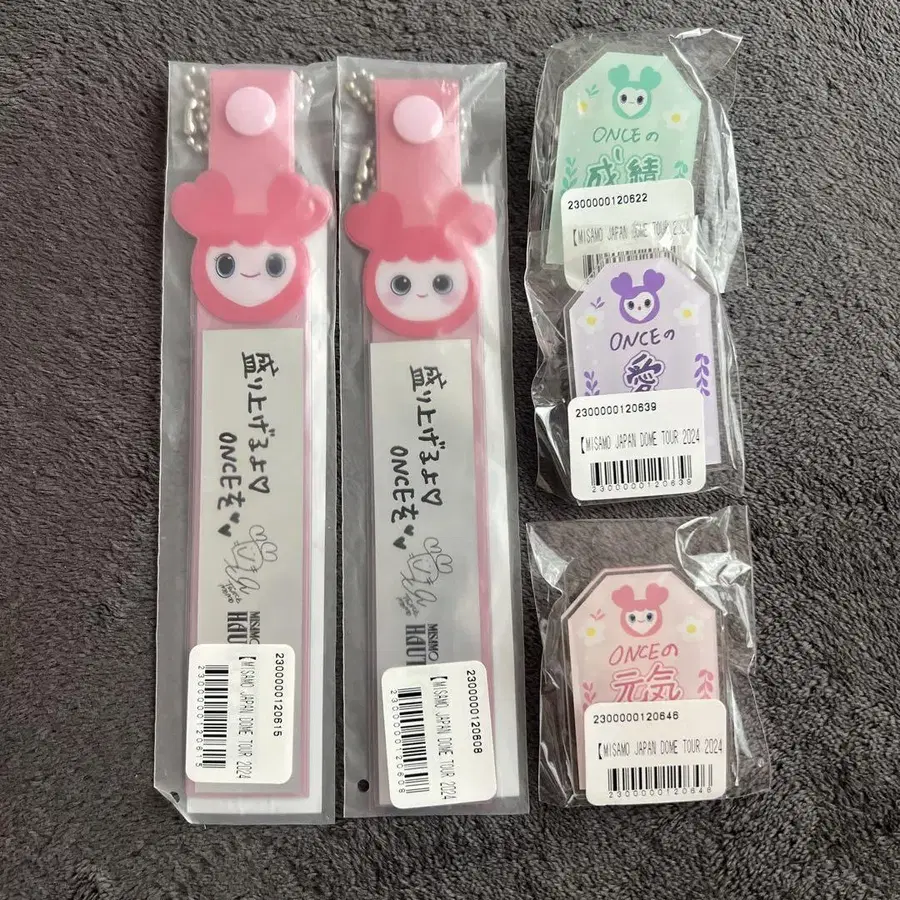 盛り上げるよ♡
ONCEを♥♥
MISAMO
HAUT
2300000120615
【MISAMO JAPAN DOME TOUR 2024
2300000120615
盛り上げるよ♡
ONCEを♥♥
MISAMO
HAUT
2300000120608
【MISAMO JAPAN DOME TOUR 2024
2300000120608
ONCEの
成績
2300000120622
【MISAMO JAPAN DOME TOUR 2024
ONCEの
愛
2300000120639
【MISAMO JAPAN DOME TOUR 2024
2300000120639
ONCEの
元気
2300000120646
【MISAMO JAPAN DOME TOUR 2024
2300000120646